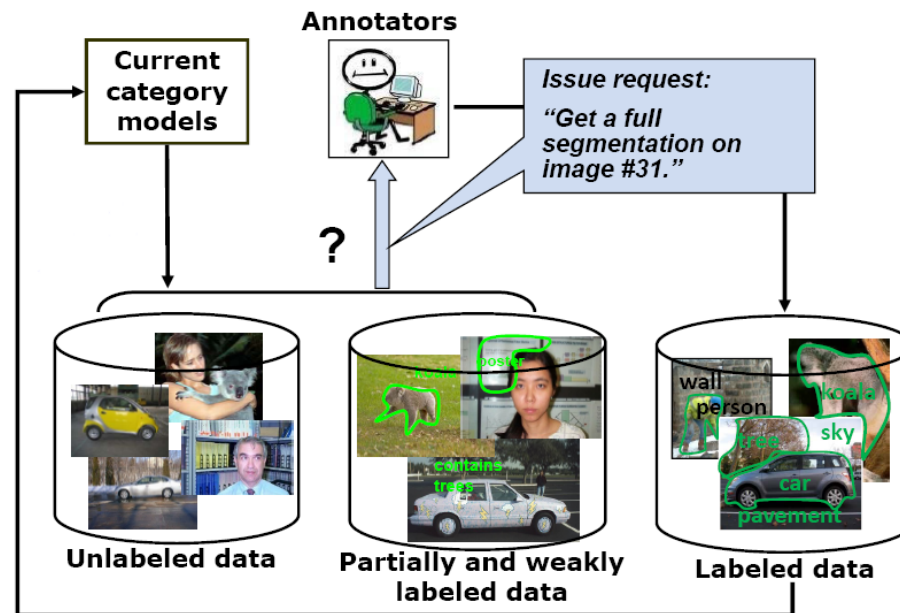 Annotators
Current
category
models
Issue request:
“Get a full
segmentation on
image #31.”
?
poster
koala
contains
trees
wall
person
koala
tree
sky
car
pavement
Unlabeled data
Partially and weakly
labeled data
Labeled data